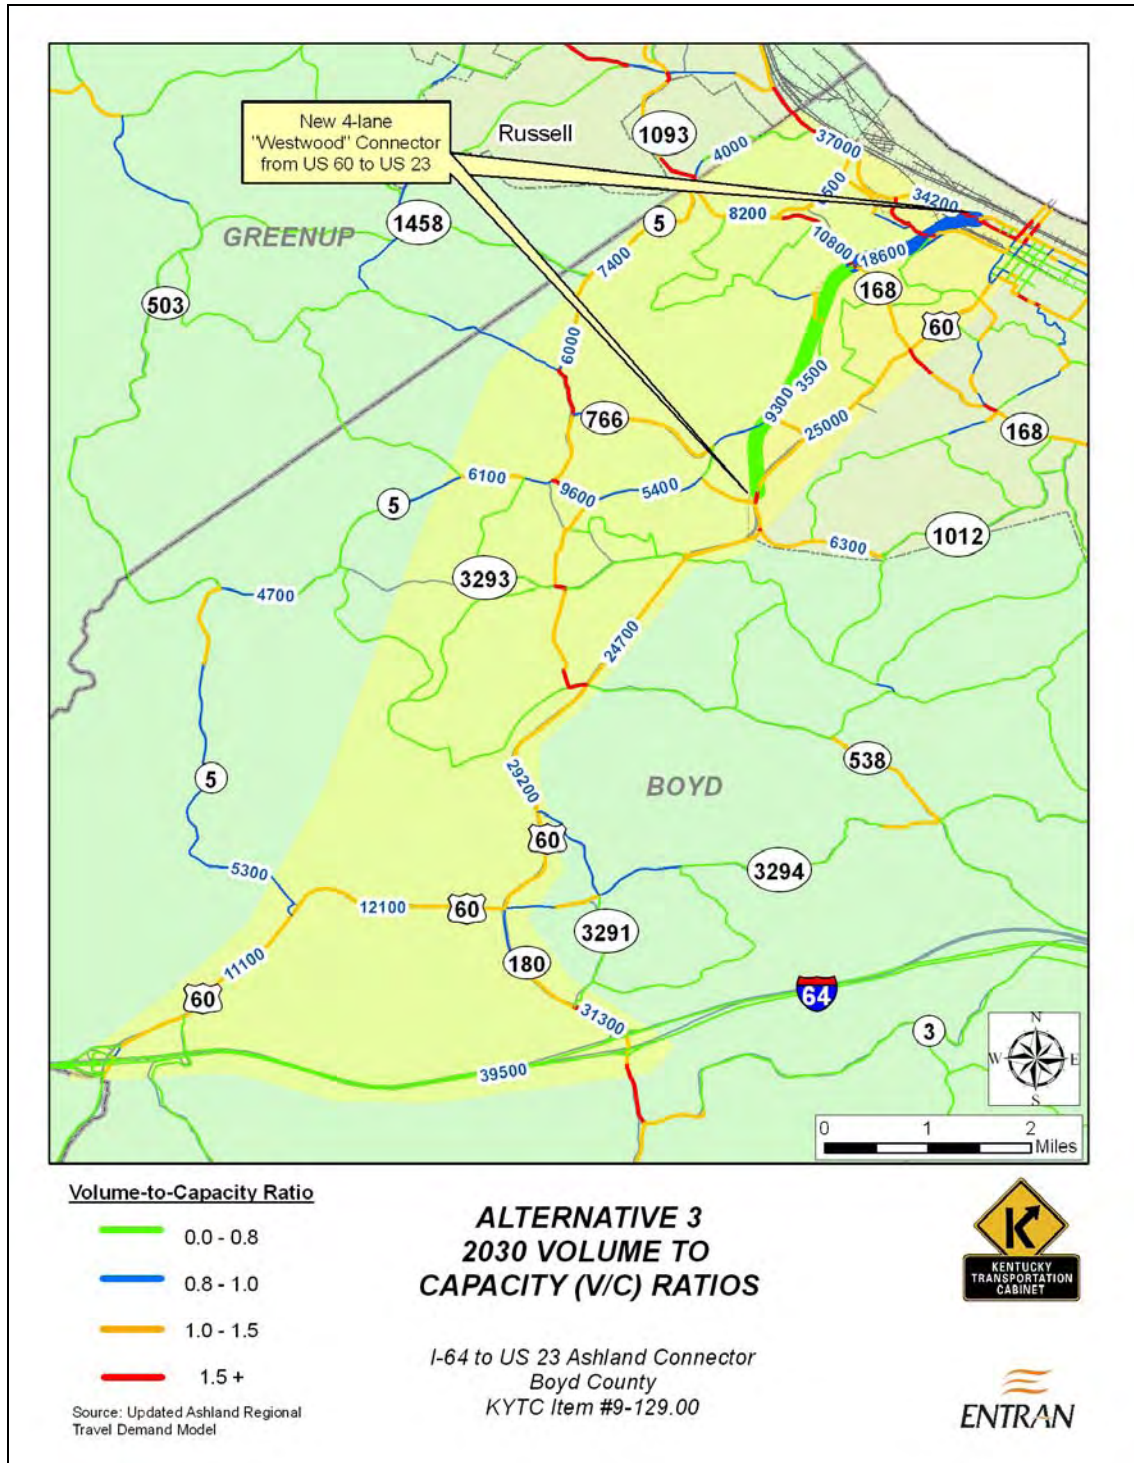 New 4-lane
"Westwood" Connector
from US 60 to US 23
Russell
1093
4000
37000
34200
8200
10800
18600
5
7400
1458
GREENUP
503
168
60
6000
3500
9300
25000
766
168
6100
9600
5400
5
6300
1012
3293
4700
24700
5
29200
BOYD
538
60
5300
3294
12100
60
3291
11100
180
60
31300
64
3
39500
N
W E
S
0 1 2
Miles
Volume-to-Capacity Ratio
0.0 - 0.8
0.8 - 1.0
1.0 - 1.5
1.5 +
Source: Updated Ashland Regional
Travel Demand Model
ALTERNATIVE 3
2030 VOLUME TO
CAPACITY (V/C) RATIOS
I-64 to US 23 Ashland Connector
Boyd County
KYTC Item #9-129.00
KENTUCKY
TRANSPORTATION
CABINET
ENTRAN